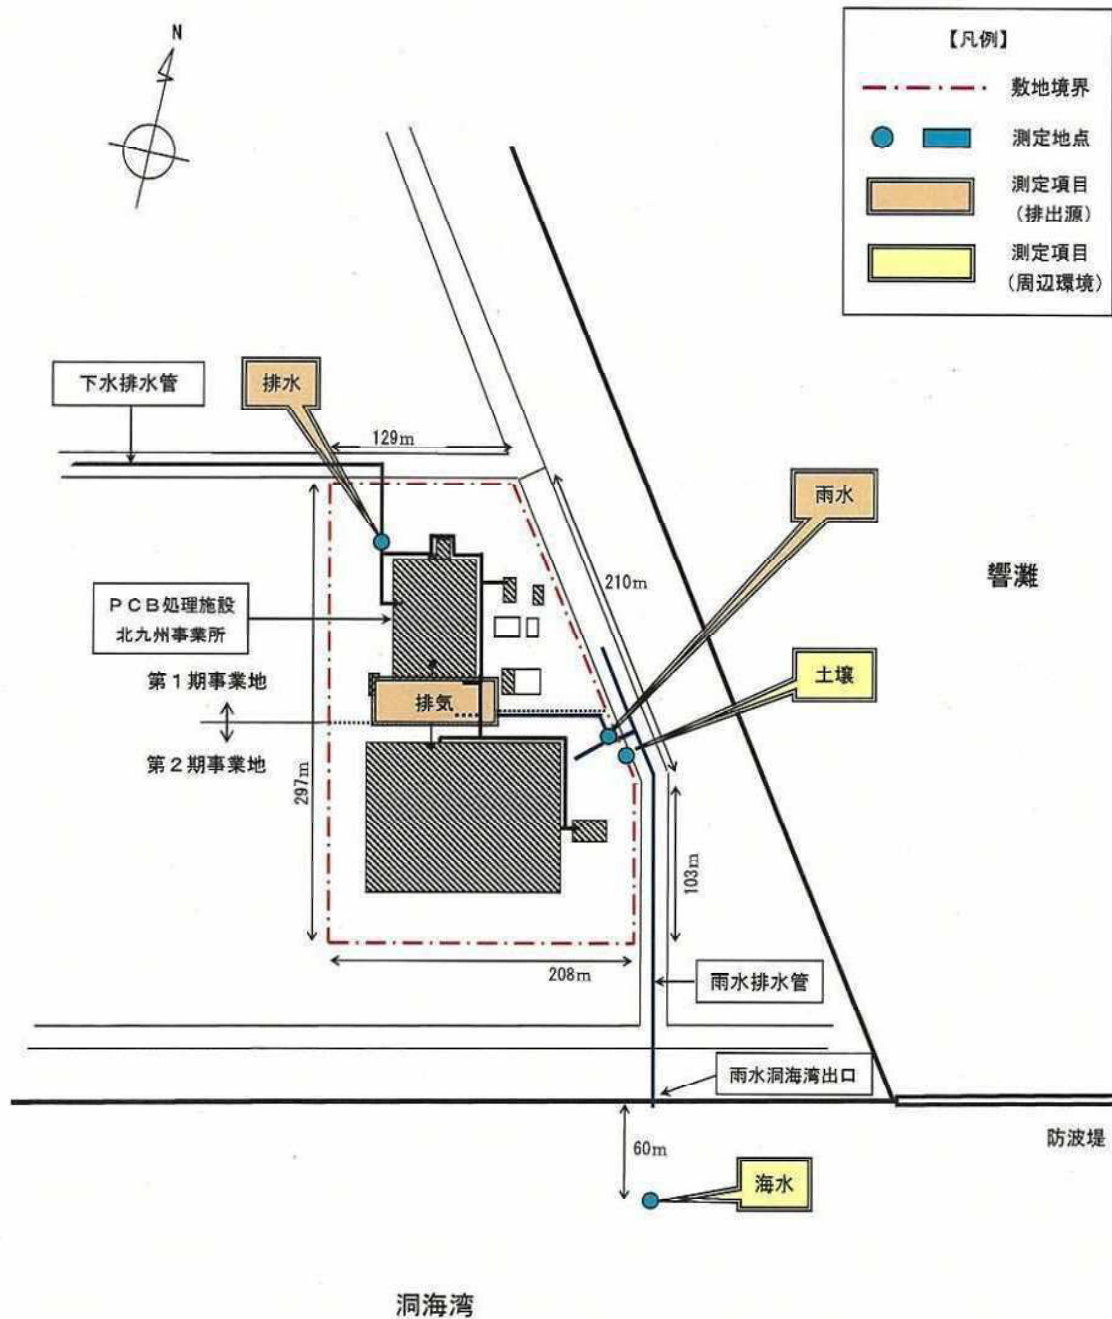 N
【凡例】
敷地境界
測定地点
測定項目
(排出源)
測定項目
(周辺環境)
下水排水管
排水
129m
雨水
210m
響灘
PCB処理施設
北九州事業所
土壌
第1期事業地
排気
第2期事業地
297m
103m
208m
雨水排水管
雨水洞海湾出口
防波堤
60m
海水
洞海湾